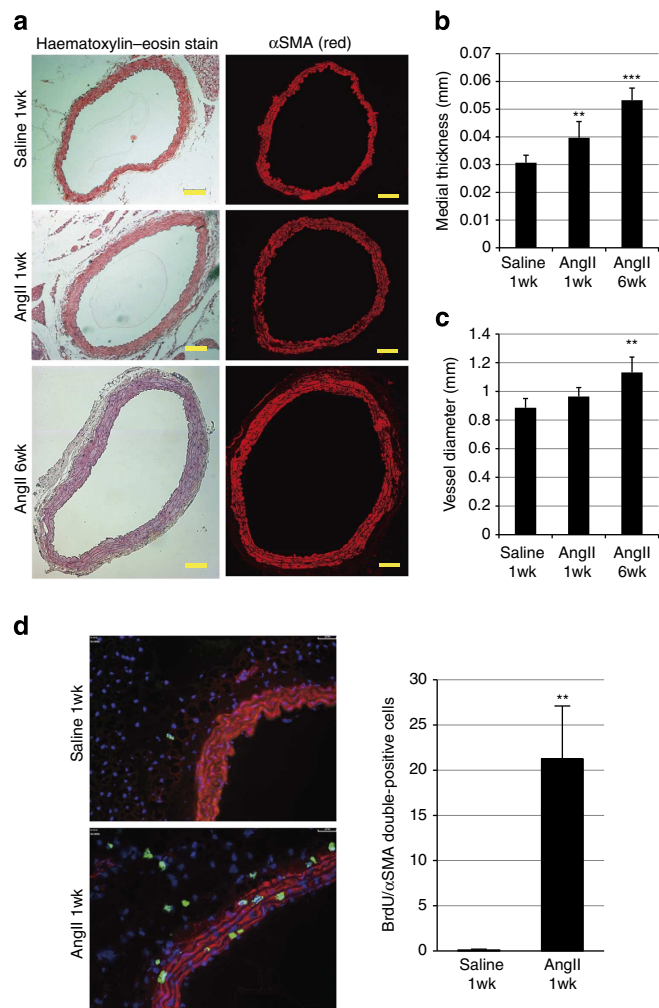 a
Haematoxylin–eosin stain
αSMA (red)
Saline 1wk
AngII 1wk
AngII 6wk
b
Medial thickness (mm)
0.07
0.06
0.05
0.04
0.03
0.02
0.01
0
**
***
Saline 1wk
AngII 1wk
AngII 6wk
c
Vessel diameter (mm)
1.4
1.2
1
0.8
0.6
0.4
0.2
0
**
Saline 1wk
AngII 1wk
AngII 6wk
d
Saline 1wk
AngII 1wk
BrdU/αSMA double-positive cells
30
25
20
15
10
5
0
**
Saline 1wk
AngII 1wk